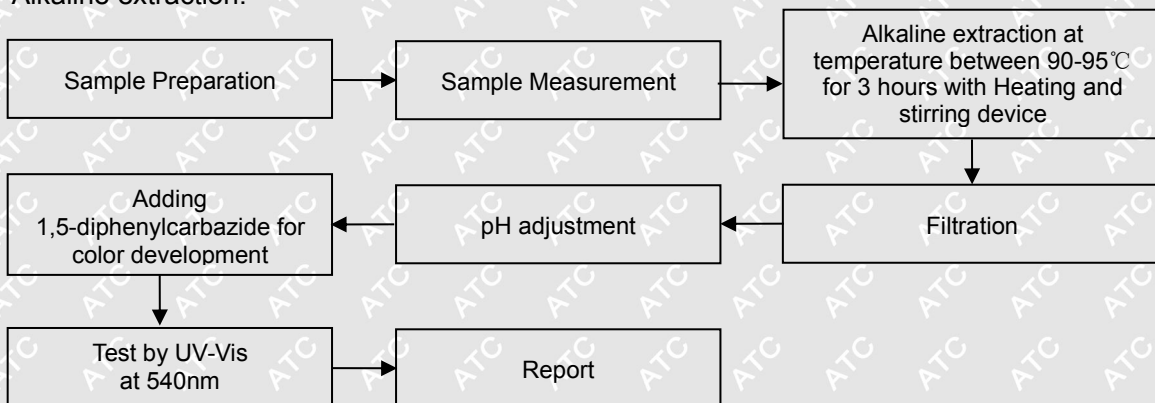 Alkaline extraction:
Sample Preparation
Sample Measurement
Alkaline extraction at
temperature between 90-95℃
for 3 hours with Heating and
stirring device
Filtration
pH adjustment
Adding
1,5-diphenylcarbazide for
color development
Test by UV-Vis
at 540nm
Report